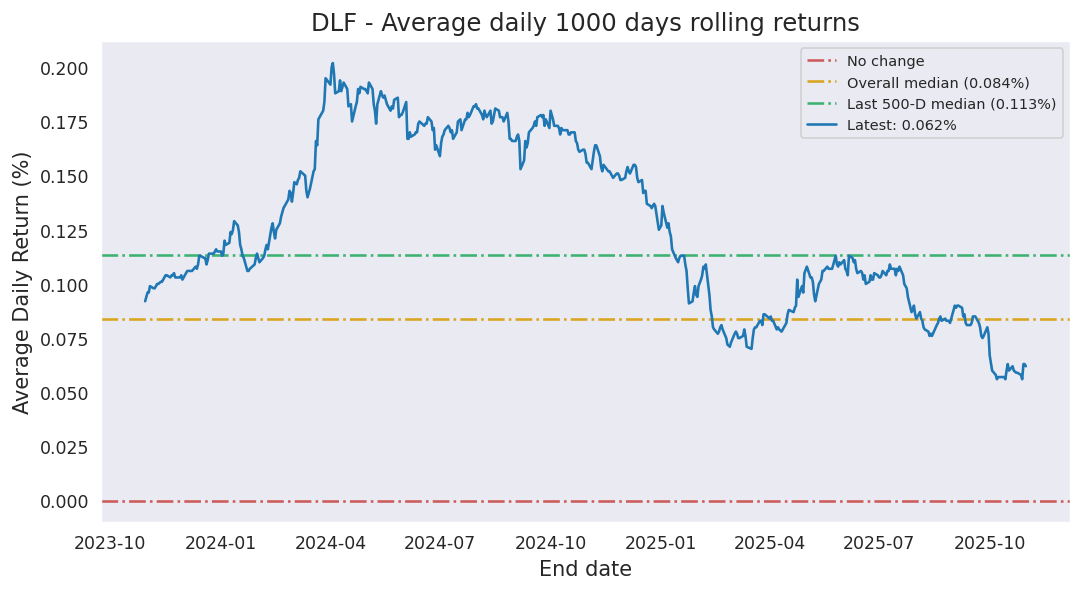 DLF - Average daily 1000 days rolling returns
No change
Overall median (0.084%)
Last 500-D median (0.113%)
Latest: 0.062%
Average Daily Return (%)
0.200
0.175
0.150
0.125
0.100
0.075
0.050
0.025
0.000
2023-10 2024-01 2024-04 2024-07 2024-10 2025-01 2025-04 2025-07 2025-10
End date